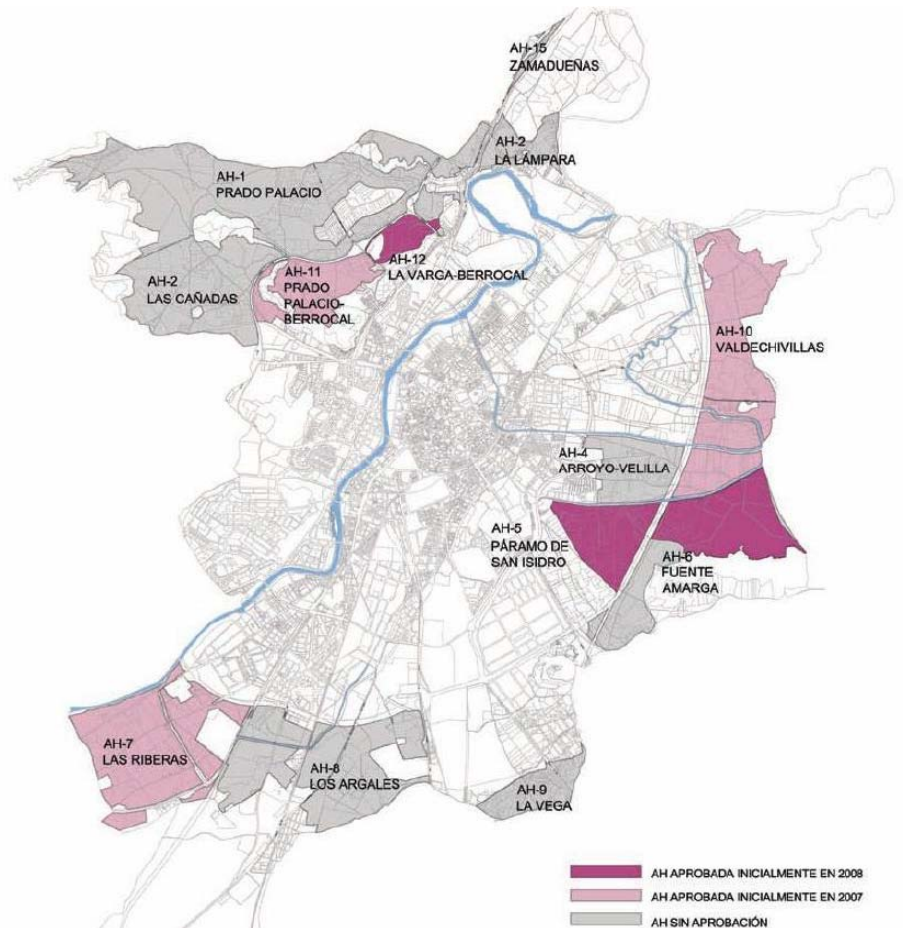 AH-15
ZAMADUEÑAS
AH-2
LA LÁMPARA
AH-1
PRADO PALACIO
AH-12
LA VARGA-BERROCAL
AH-11
PRADO
PALACIO-
BERROCAL
AH-2
LAS CAÑADAS
AH-10
VALDECHIVILLAS
AH-4
ARROYO-VELILLA
AH-5
PÁRAMO DE
SAN ISIDRO
AH-6
FUENTE
AMARGA
AH-7
LAS RIBERAS
AH-8
LOS ARGALES
AH-9
LA VEGA
AH APROBADA INICIALMENTE EN 2008
AH APROBADA INICIALMENTE EN 2007
AH SIN APROBACIÓN